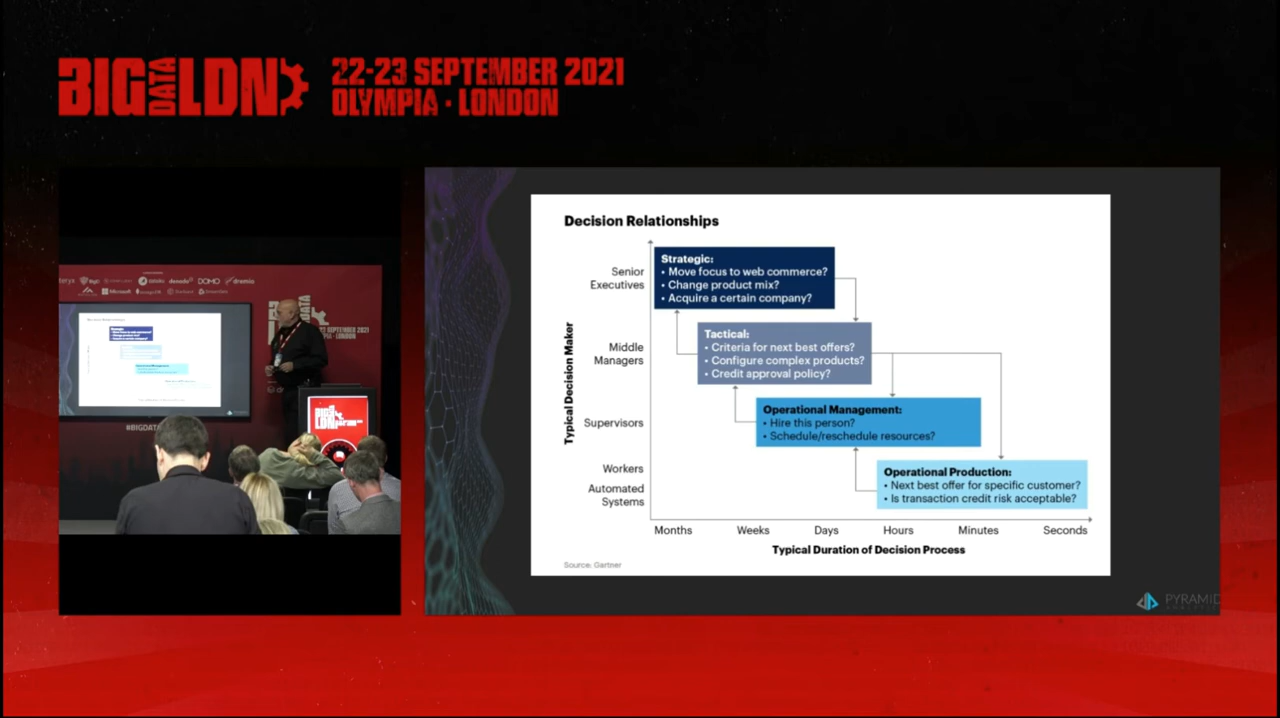 BIG DATA LDN
22-23 SEPTEMBER 2021
OLYMPIA · LONDON
Microsoft
DOMO
dremio
#BIGDATA
Decision Relationships
Typical Decision Maker
Senior
Executives
Strategic:
• Move focus to web commerce?
• Change product mix?
• Acquire a certain company?
Middle
Managers
Tactical:
• Criteria for next best offers?
• Configure complex products?
• Credit approval policy?
Supervisors
Operational Management:
• Hire this person?
• Schedule/reschedule resources?
Workers
Automated
Systems
Operational Production:
• Next best offer for specific customer?
• Is transaction credit risk acceptable?
Months Weeks Days Hours Minutes Seconds
Typical Duration of Decision Process
Source: Gartner
PYRAMID